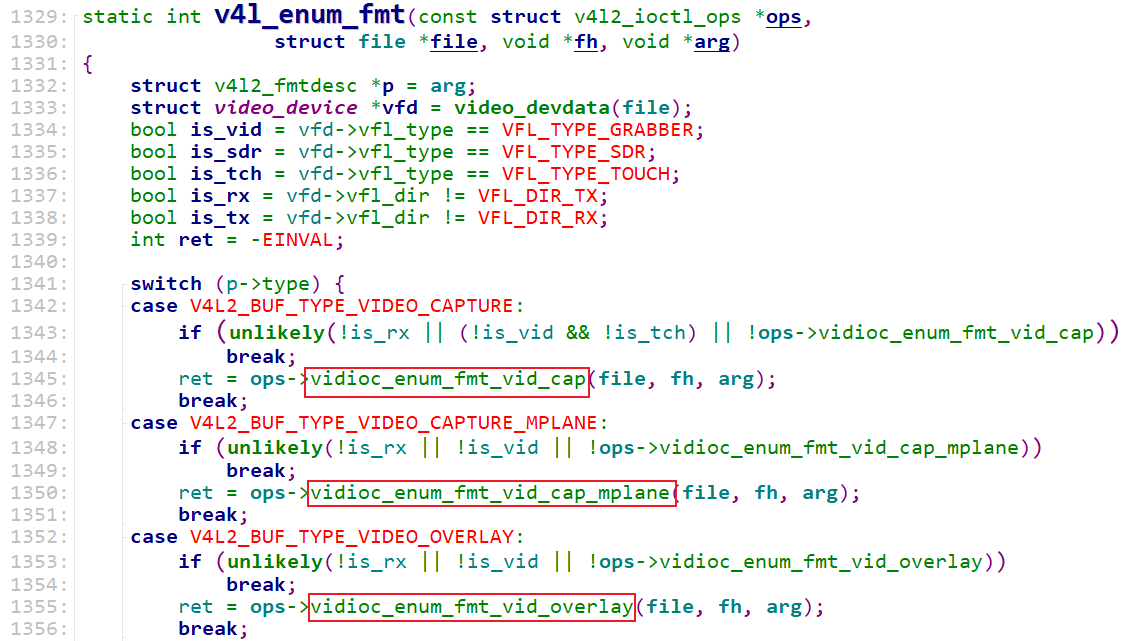 1329: static int v4l_enum_fmt(const struct v4l2_ioctl_ops *ops,
1330:                 struct file *file, void *fh, void *arg)
1331: {
1332:     struct v4l2_fmtdesc *p = arg;
1333:     struct video_device *vfd = video_devdata(file);
1334:     bool is_vid = vfd->vfl_type == VFL_TYPE_GRABBER;
1335:     bool is_sdr = vfd->vfl_type == VFL_TYPE_SDR;
1336:     bool is_tch = vfd->vfl_type == VFL_TYPE_TOUCH;
1337:     bool is_rx = vfd->vfl_dir != VFL_DIR_TX;
1338:     bool is_tx = vfd->vfl_dir != VFL_DIR_RX;
1339:     int ret = -EINVAL;
1340:
1341:     switch (p->type) {
1342:     case V4L2_BUF_TYPE_VIDEO_CAPTURE:
1343:         if (unlikely(!is_rx || (!is_vid && !is_tch) || !ops->vidioc_enum_fmt_vid_cap))
1344:             break;
1345:         ret = ops->vidioc_enum_fmt_vid_cap(file, fh, arg);
1346:         break;
1347:     case V4L2_BUF_TYPE_VIDEO_CAPTURE_MPLANE:
1348:         if (unlikely(!is_rx || !is_vid || !ops->vidioc_enum_fmt_vid_cap_mplane))
1349:             break;
1350:         ret = ops->vidioc_enum_fmt_vid_cap_mplane(file, fh, arg);
1351:         break;
1352:     case V4L2_BUF_TYPE_VIDEO_OVERLAY:
1353:         if (unlikely(!is_rx || !is_vid || !ops->vidioc_enum_fmt_vid_overlay))
1354:             break;
1355:         ret = ops->vidioc_enum_fmt_vid_overlay(file, fh, arg);
1356:         break;